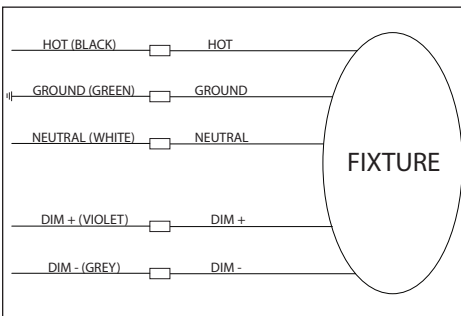 HOT (BLACK) HOT
GROUND (GREEN) GROUND
NEUTRAL (WHITE) NEUTRAL
FIXTURE
DIM + (VIOLET) DIM +
DIM - (GREY) DIM -